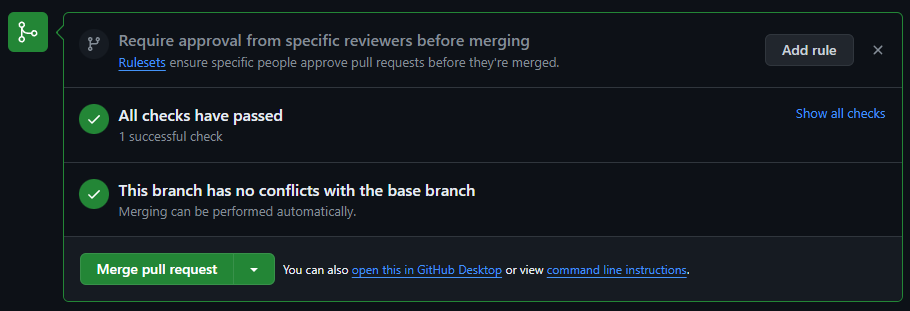 Require approval from specific reviewers before merging
Add rule
Rulesets ensure specific people approve pull requests before they're merged.
All checks have passed
Show all checks
1 successful check
This branch has no conflicts with the base branch
Merging can be performed automatically.
Merge pull request
You can also open this in GitHub Desktop or view command line instructions.